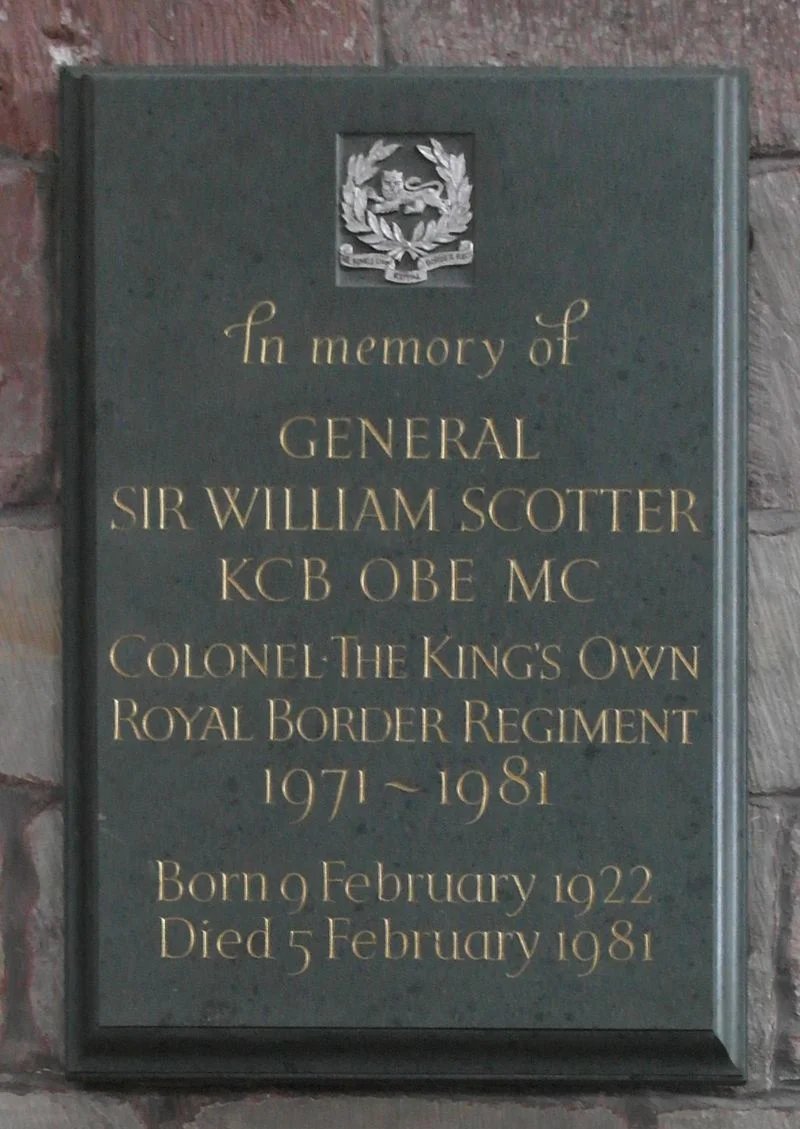 In memory of
GENERAL
SIR WILLIAM SCOTTER
KCB OBE MC
COLONEL·THE KING'S OWN
ROYAL BORDER REGIMENT
1971~1981
Born 9 February 1922
Died 5 February 1981